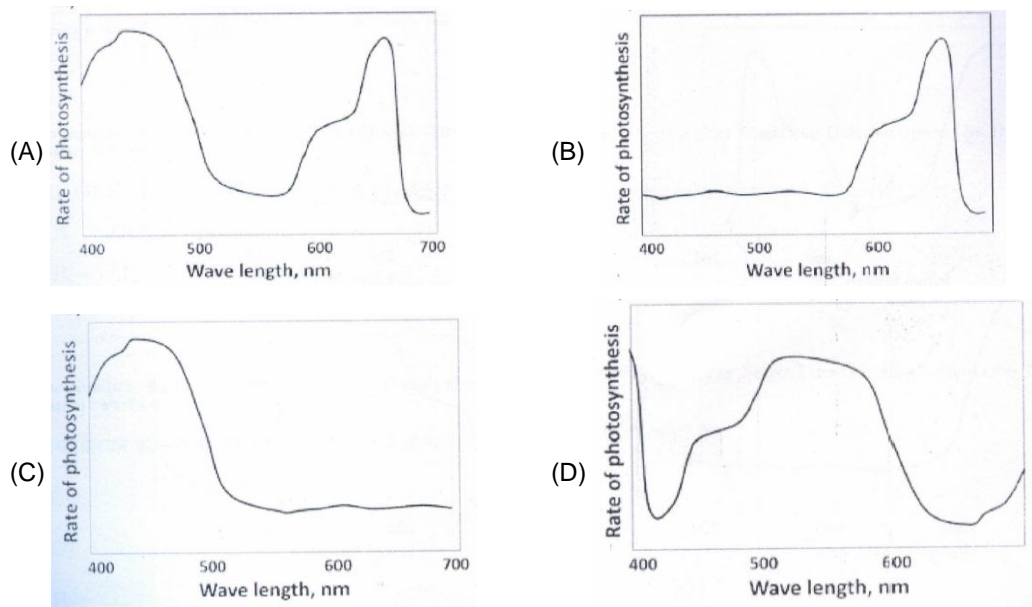 (A)
Rate of photosynthesis
400 500 600 700
Wave length, nm
(B)
Rate of photosynthesis
400 500 600
Wave length, nm
(C)
Rate of photosynthesis
400 500 600 700
Wave length, nm
(D)
Rate of photosynthesis
400 500 600
Wave length, nm